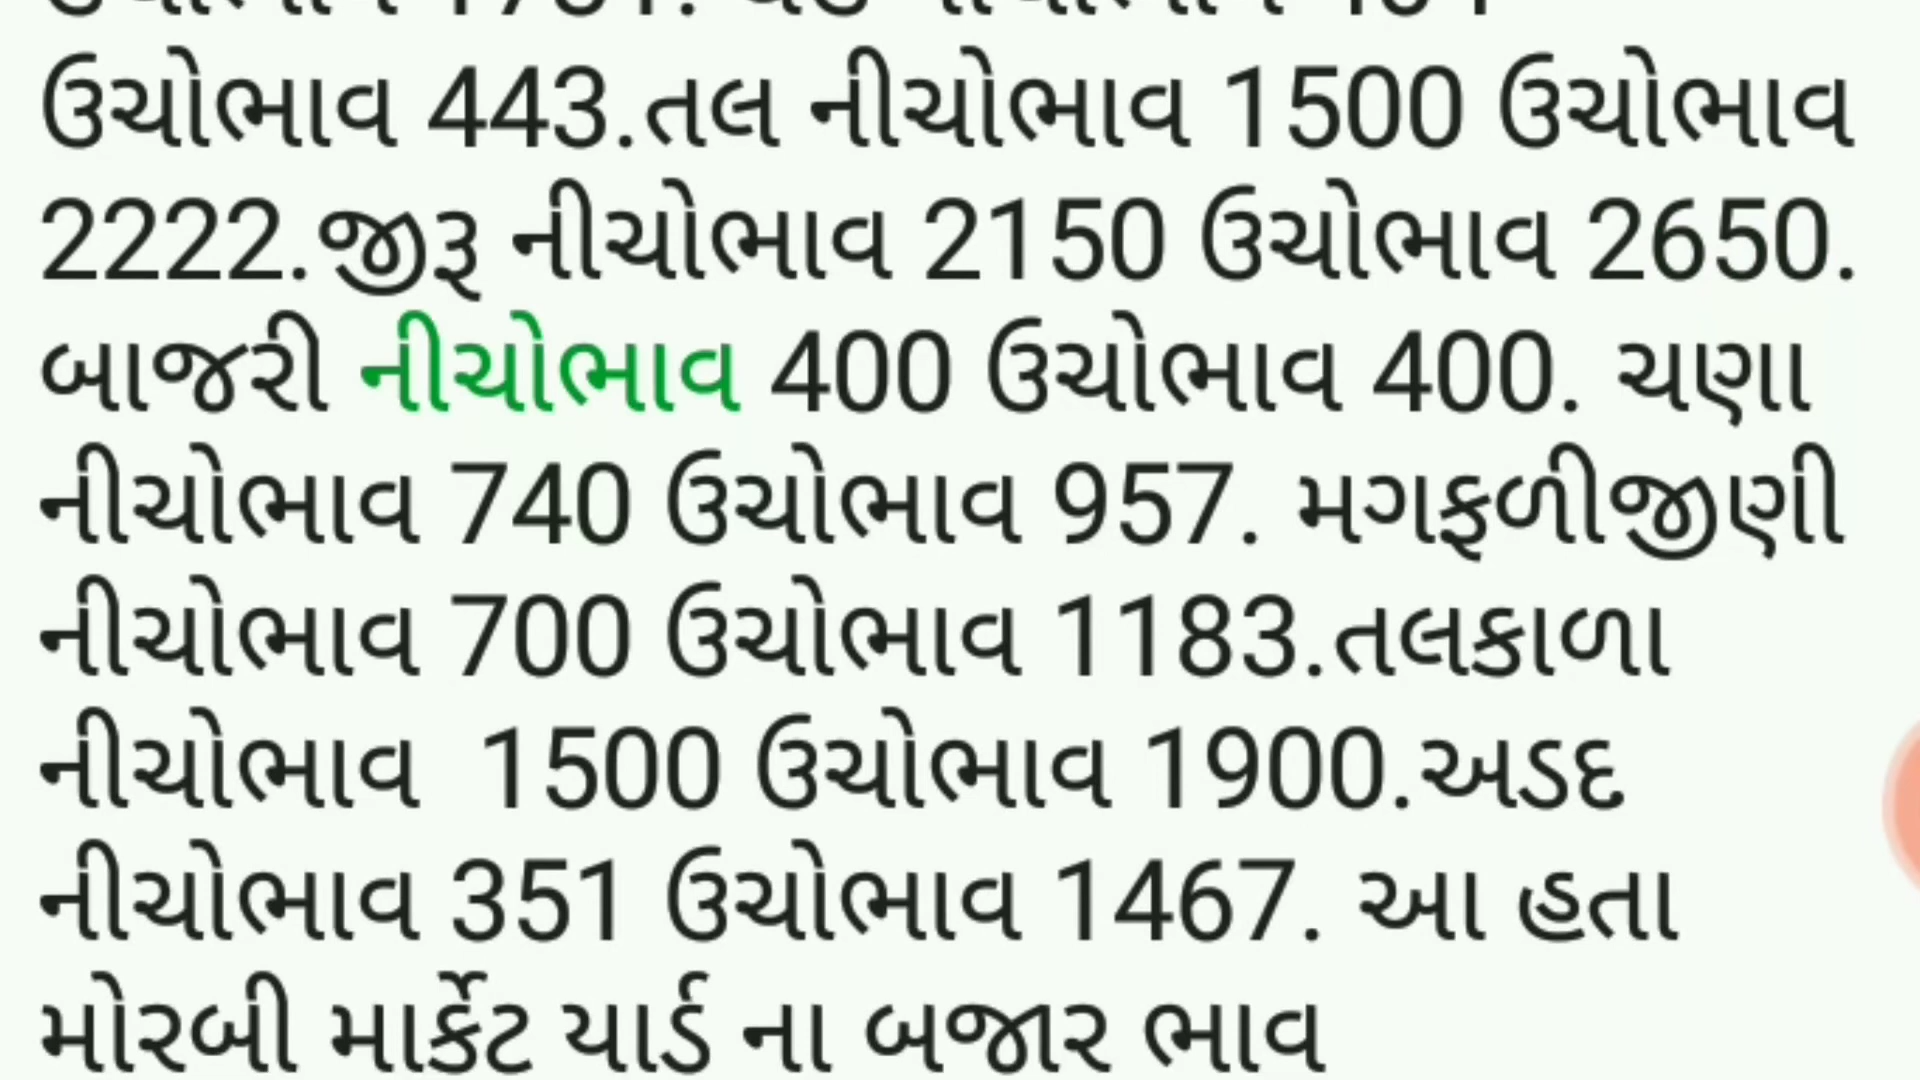 ઉચોભાવ 443.તલ નીચોભાવ 1500 ઉચોભાવ
2222.જીરૂ નીચોભાવ 2150 ઉચોભાવ 2650.
બાજરી નીચોભાવ 400 ઉચોભાવ 400. ચણા
નીચોભાવ 740 ઉચોભાવ 957. મગફળીજીણી
નીચોભાવ 700 ઉચોભાવ 1183.તલકાળા
નીચોભાવ  1500 ઉચોભાવ 1900.અડદ
નીચોભાવ 351 ઉચોભાવ 1467. આ હતા
મોરબી માર્કેટ યાર્ડ ના બજાર ભાવ